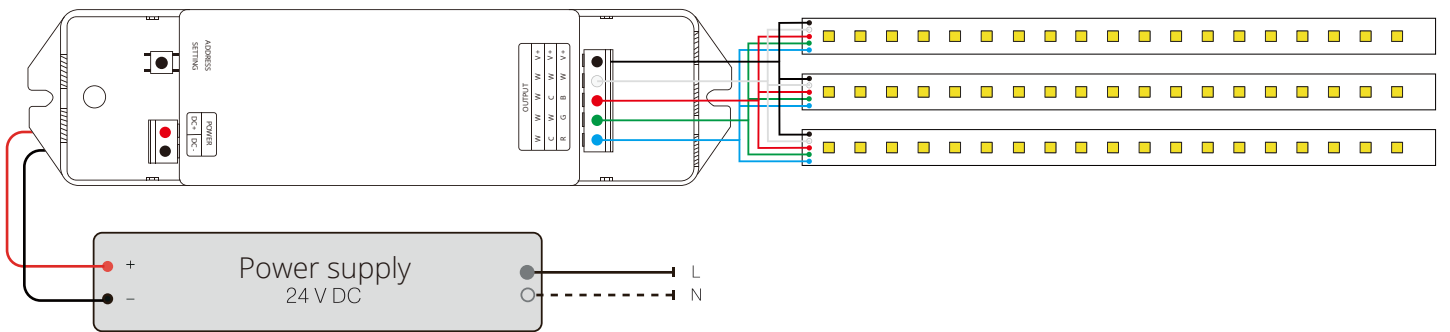 ADDRESS
SETTING
POWER
DC+ DC-
OUTPUT
W W W W V+
C W C W V+
R G B W V+
+
Power supply
24 V DC
–
L
N